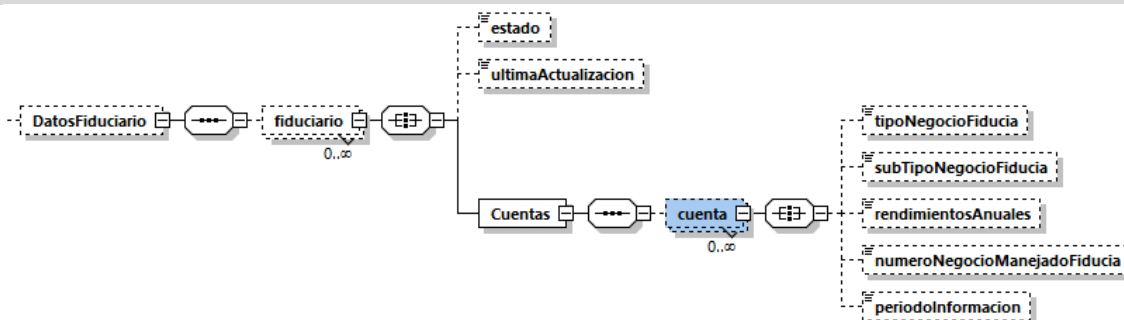 estado
ultimaActualizacion
DatosFiduciario
fiduciario
0..∞
Cuentas
cuenta
0..∞
tipoNegocioFiducia
subTipoNegocioFiducia
rendimientosAnuales
numeroNegocioManejadoFiducia
periodoInformacion